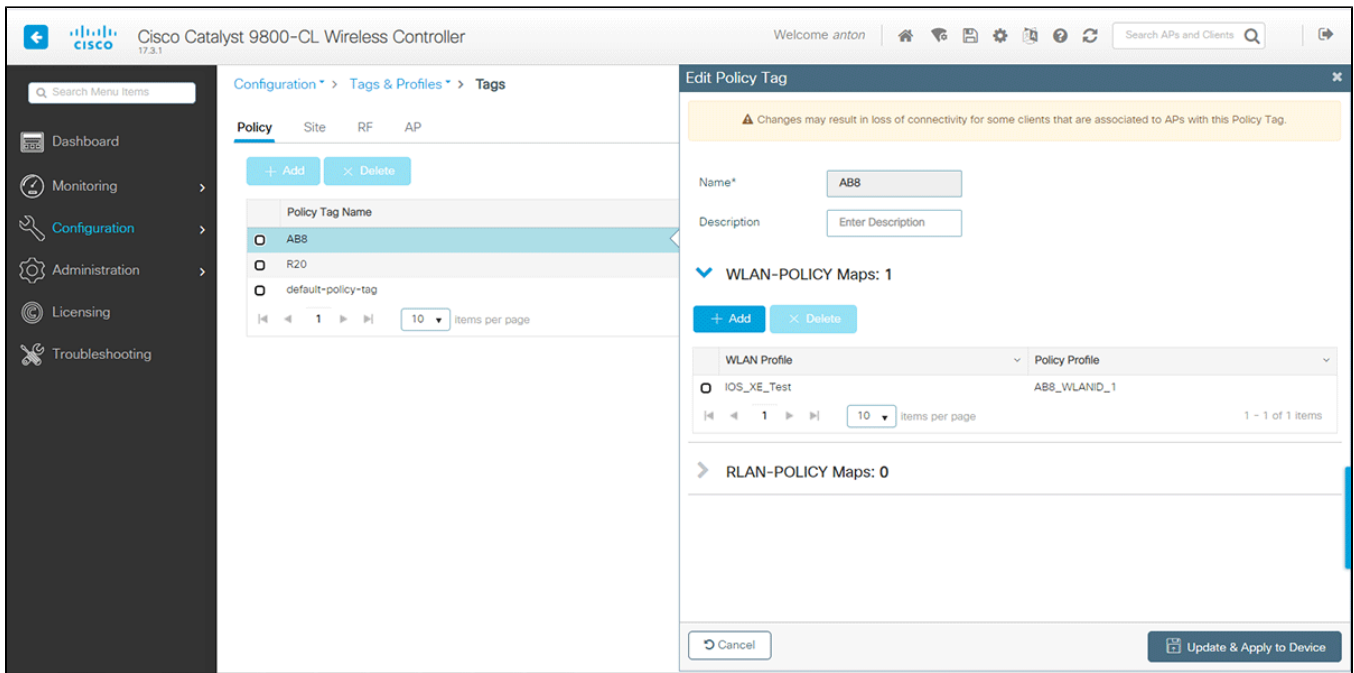 CISCO
Cisco Catalyst 9800-CL Wireless Controller
17.3.1
Welcome anton
Search APs and Clients
Search Menu Items
Dashboard
Monitoring
Configuration
Administration
Licensing
Troubleshooting
Configuration > Tags & Profiles > Tags
Policy Site RF AP
+ Add × Delete
Policy Tag Name
AB8
R20
default-policy-tag
1 10 items per page
Edit Policy Tag
Changes may result in loss of connectivity for some clients that are associated to APs with this Policy Tag.
Name* AB8
Description Enter Description
WLAN-POLICY Maps: 1
+ Add × Delete
WLAN Profile Policy Profile
IOS_XE_Test AB8_WLANID_1
1 10 items per page 1 - 1 of 1 items
RLAN-POLICY Maps: 0
Cancel Update & Apply to Device